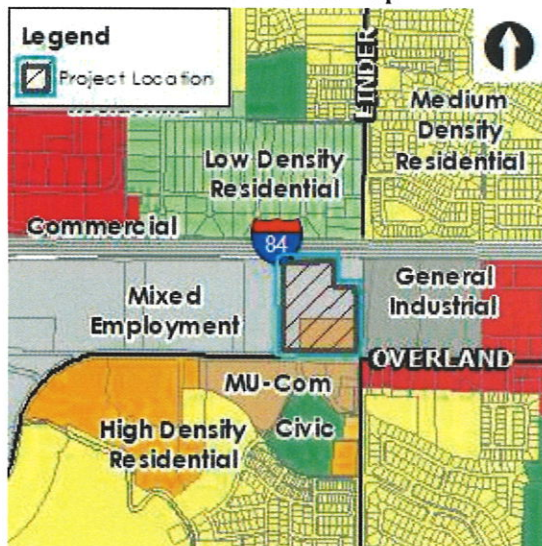 Legend
Project Location
LINDER
Medium
Density
Residential
Low Density
Residential
Commercial
84
Mixed
Employment
General
Industrial
OVERLAND
MU-Com
High Density
Residential
Civic